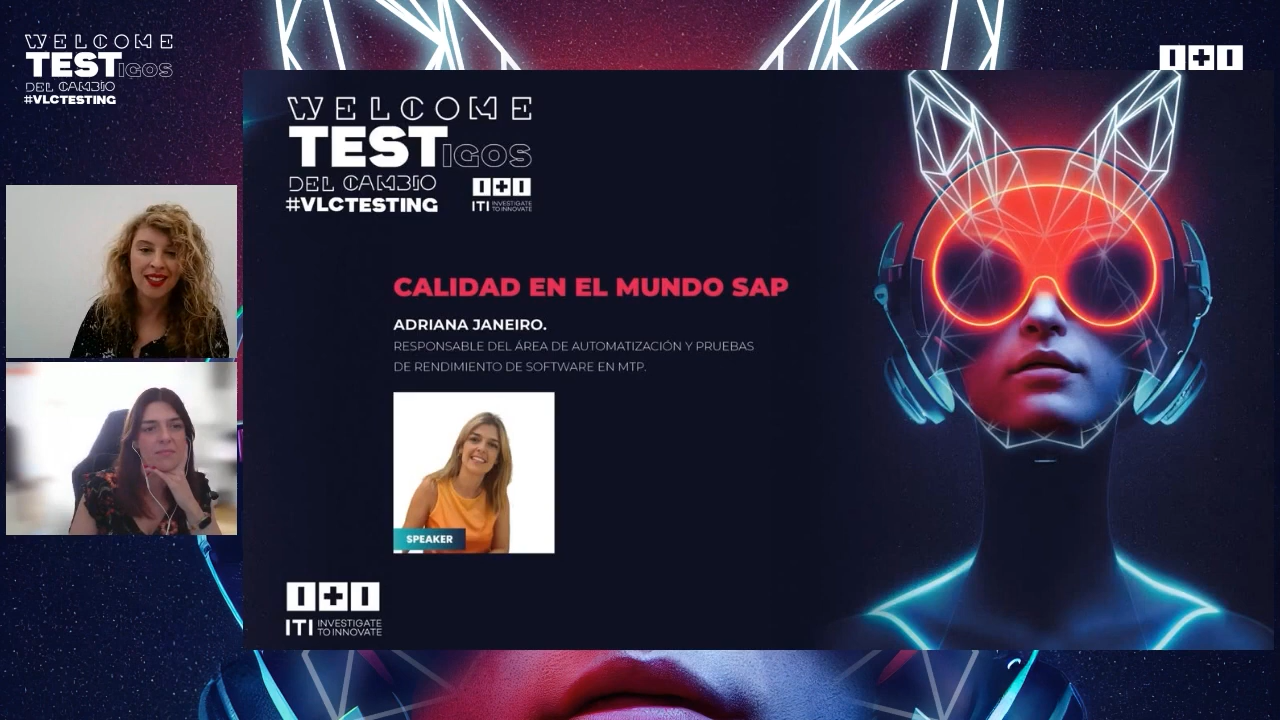 WELCOME
TESTIGOS
DEL CAMBIO
#VLCTESTING
I+I
WELCOME
TESTIGOS
DEL CAMBIO
#VLCTESTING
I+I
ITI INVESTIGATE
TO INNOVATE
CALIDAD EN EL MUNDO SAP
ADRIANA JANEIRO.
RESPONSABLE DEL ÁREA DE AUTOMATIZACIÓN Y PRUEBAS
DE RENDIMIENTO DE SOFTWARE EN MTP.
SPEAKER
I+I
ITI INVESTIGATE
TO INNOVATE